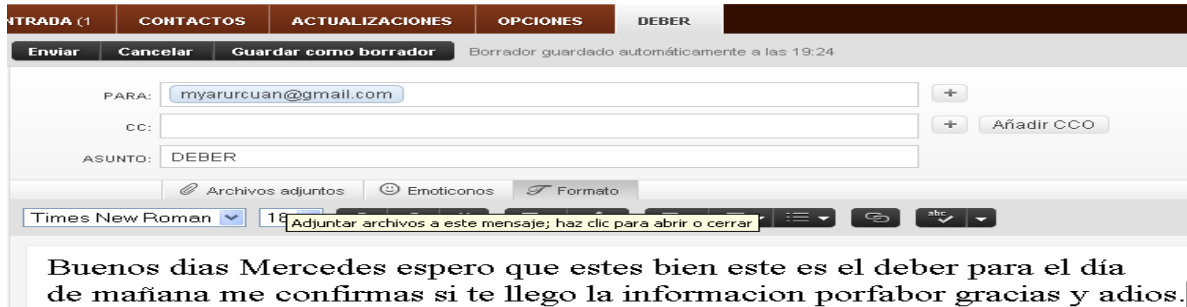 NTRADA (1 CONTACTOS ACTUALIZACIONES OPCIONES DEBER
Enviar Cancelar Guardar como borrador Borrador guardado automáticamente a las 19:24
PARA: myarurcuan@gmail.com +
CC: + Añadir CCO
ASUNTO: DEBER
Archivos adjuntos Emoticonos Formato
Times New Roman 18 abc
Adjuntar archivos a este mensaje; haz clic para abrir o cerrar
Buenos dias Mercedes espero que estes bien este es el deber para el día
de mañana me confirmas si te llego la informacion porfabor gracias y adios.